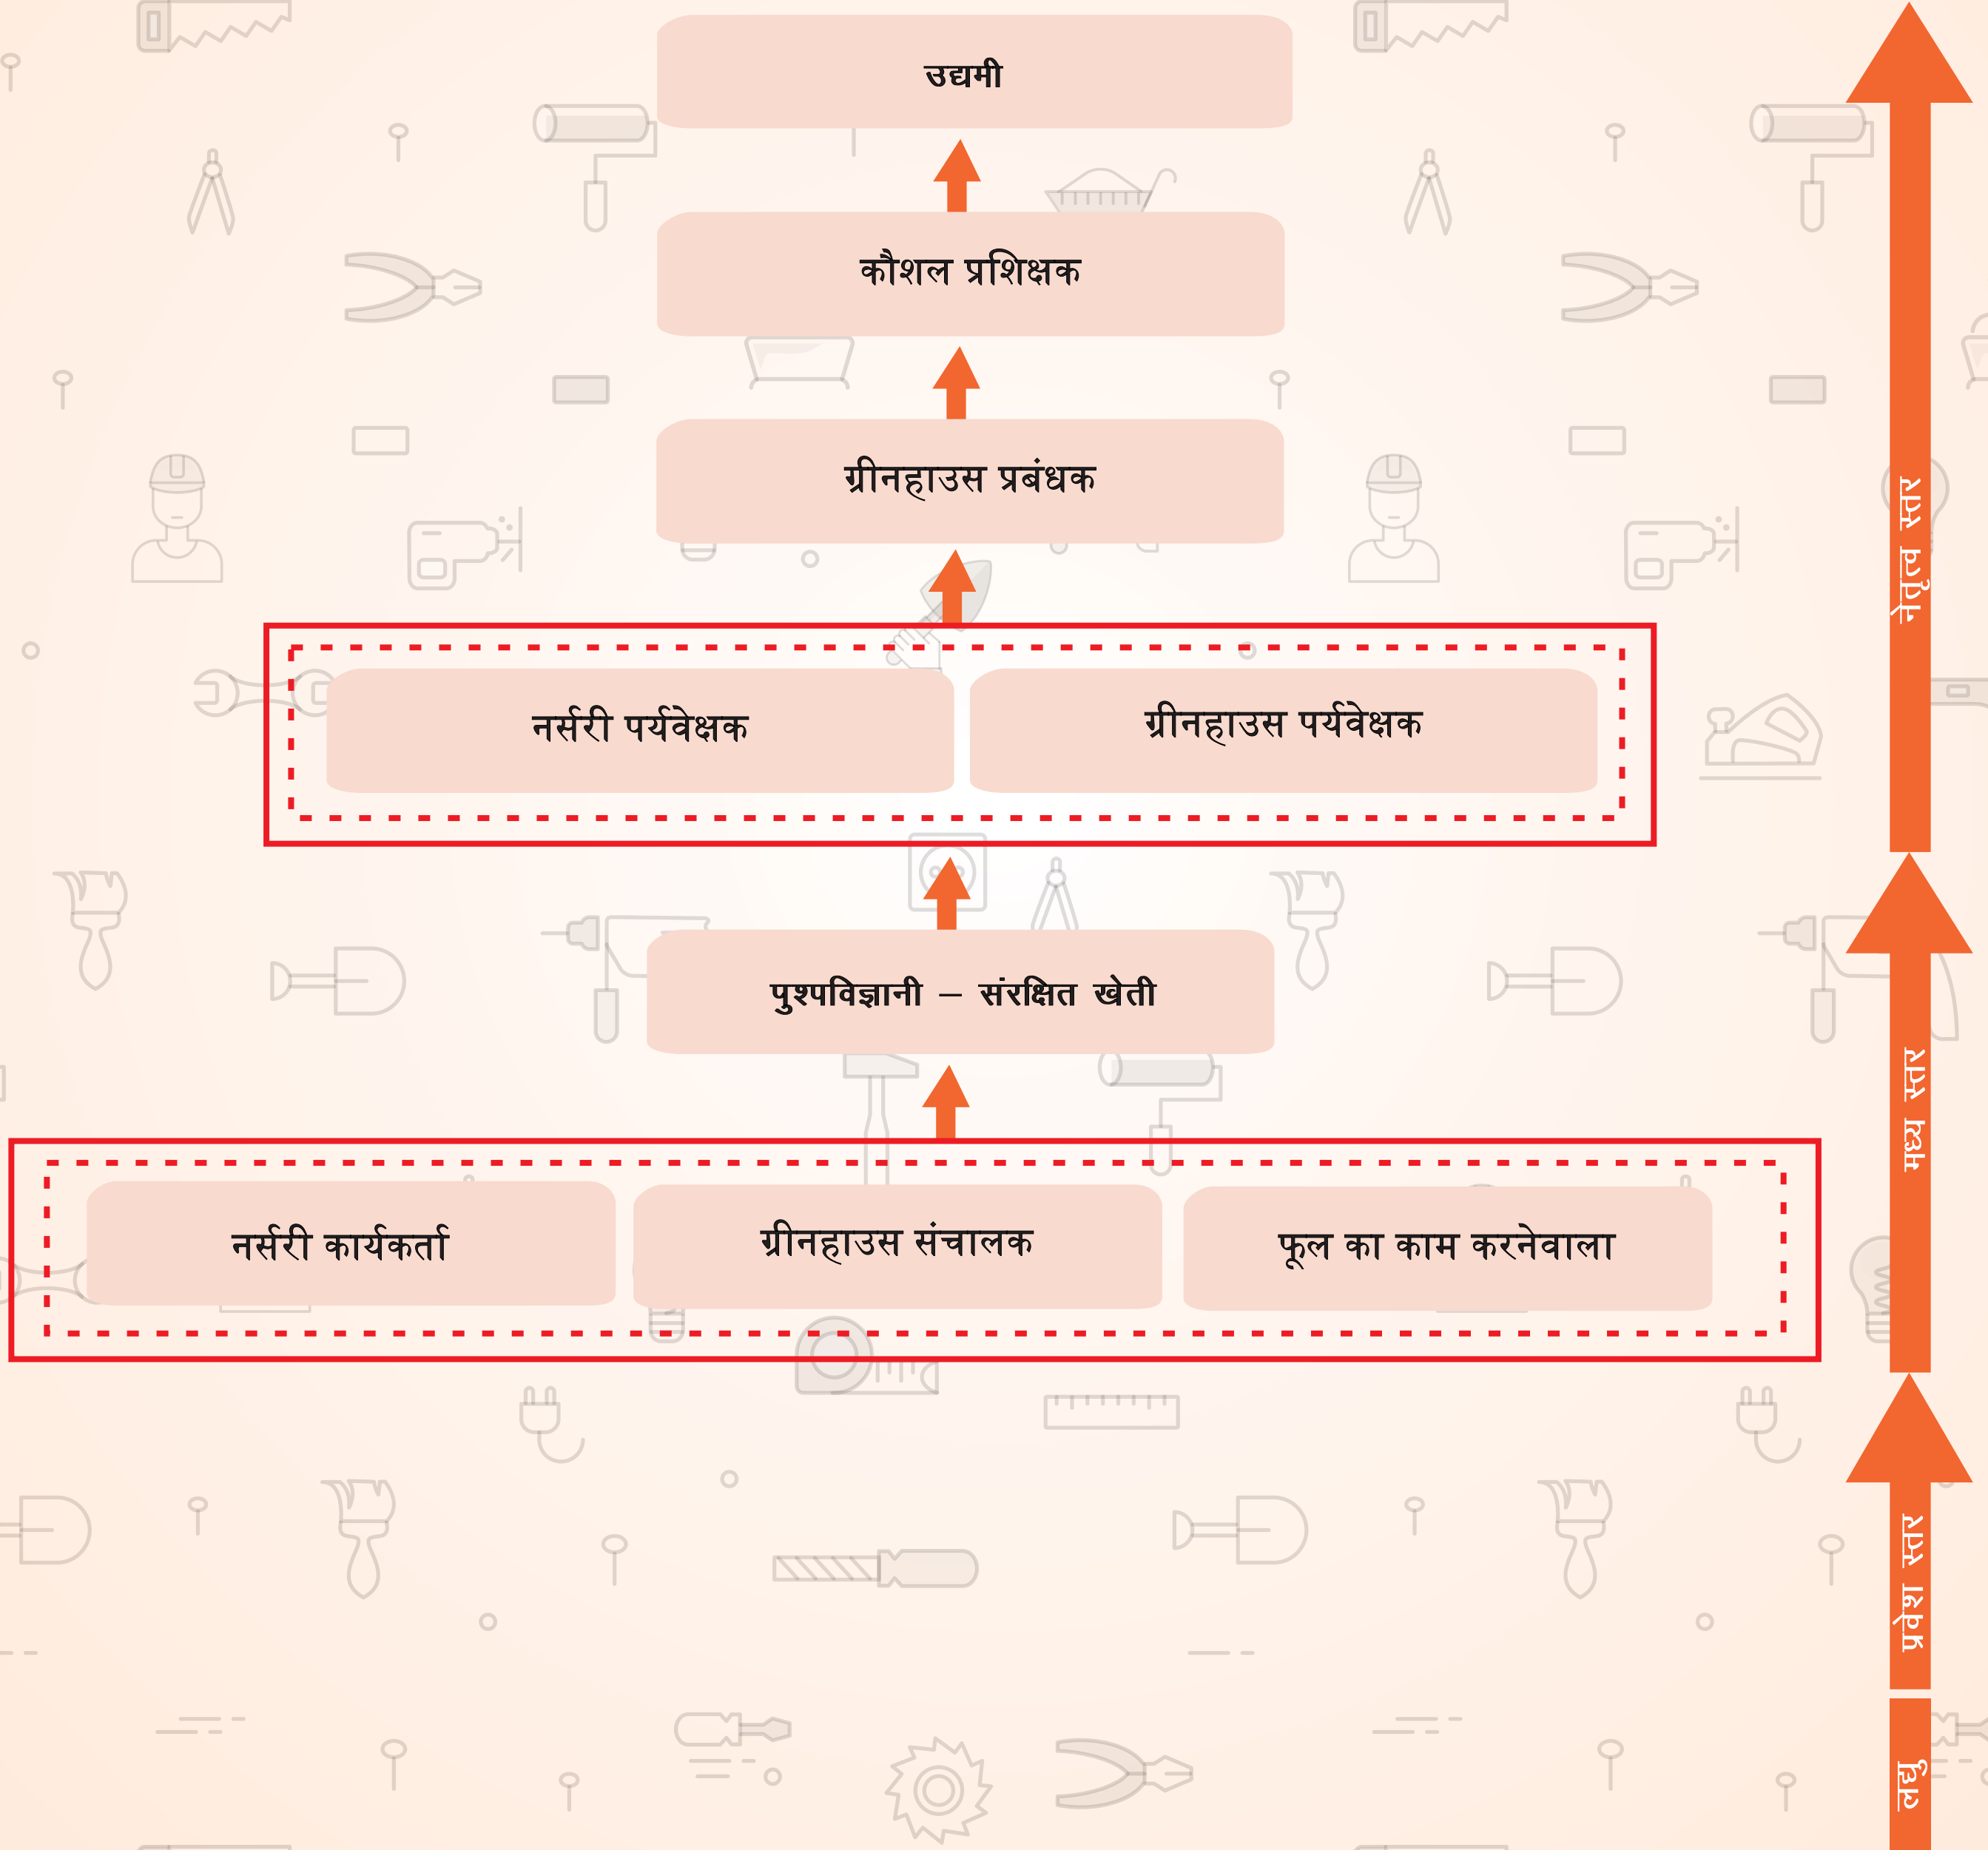 उद्यमी
कौशल प्रशिक्षक
ग्रीनहाउस प्रबंधक
नर्सरी पर्यवेक्षक
ग्रीनहाउस पर्यवेक्षक
पुश्पविज्ञानी – संरक्षित खेती
नर्सरी कार्यकर्ता
ग्रीनहाउस संचालक
फूल का काम करनेवाला
नेतृत्व स्तर
मध्य स्तर
प्रवेश स्तर
लघु